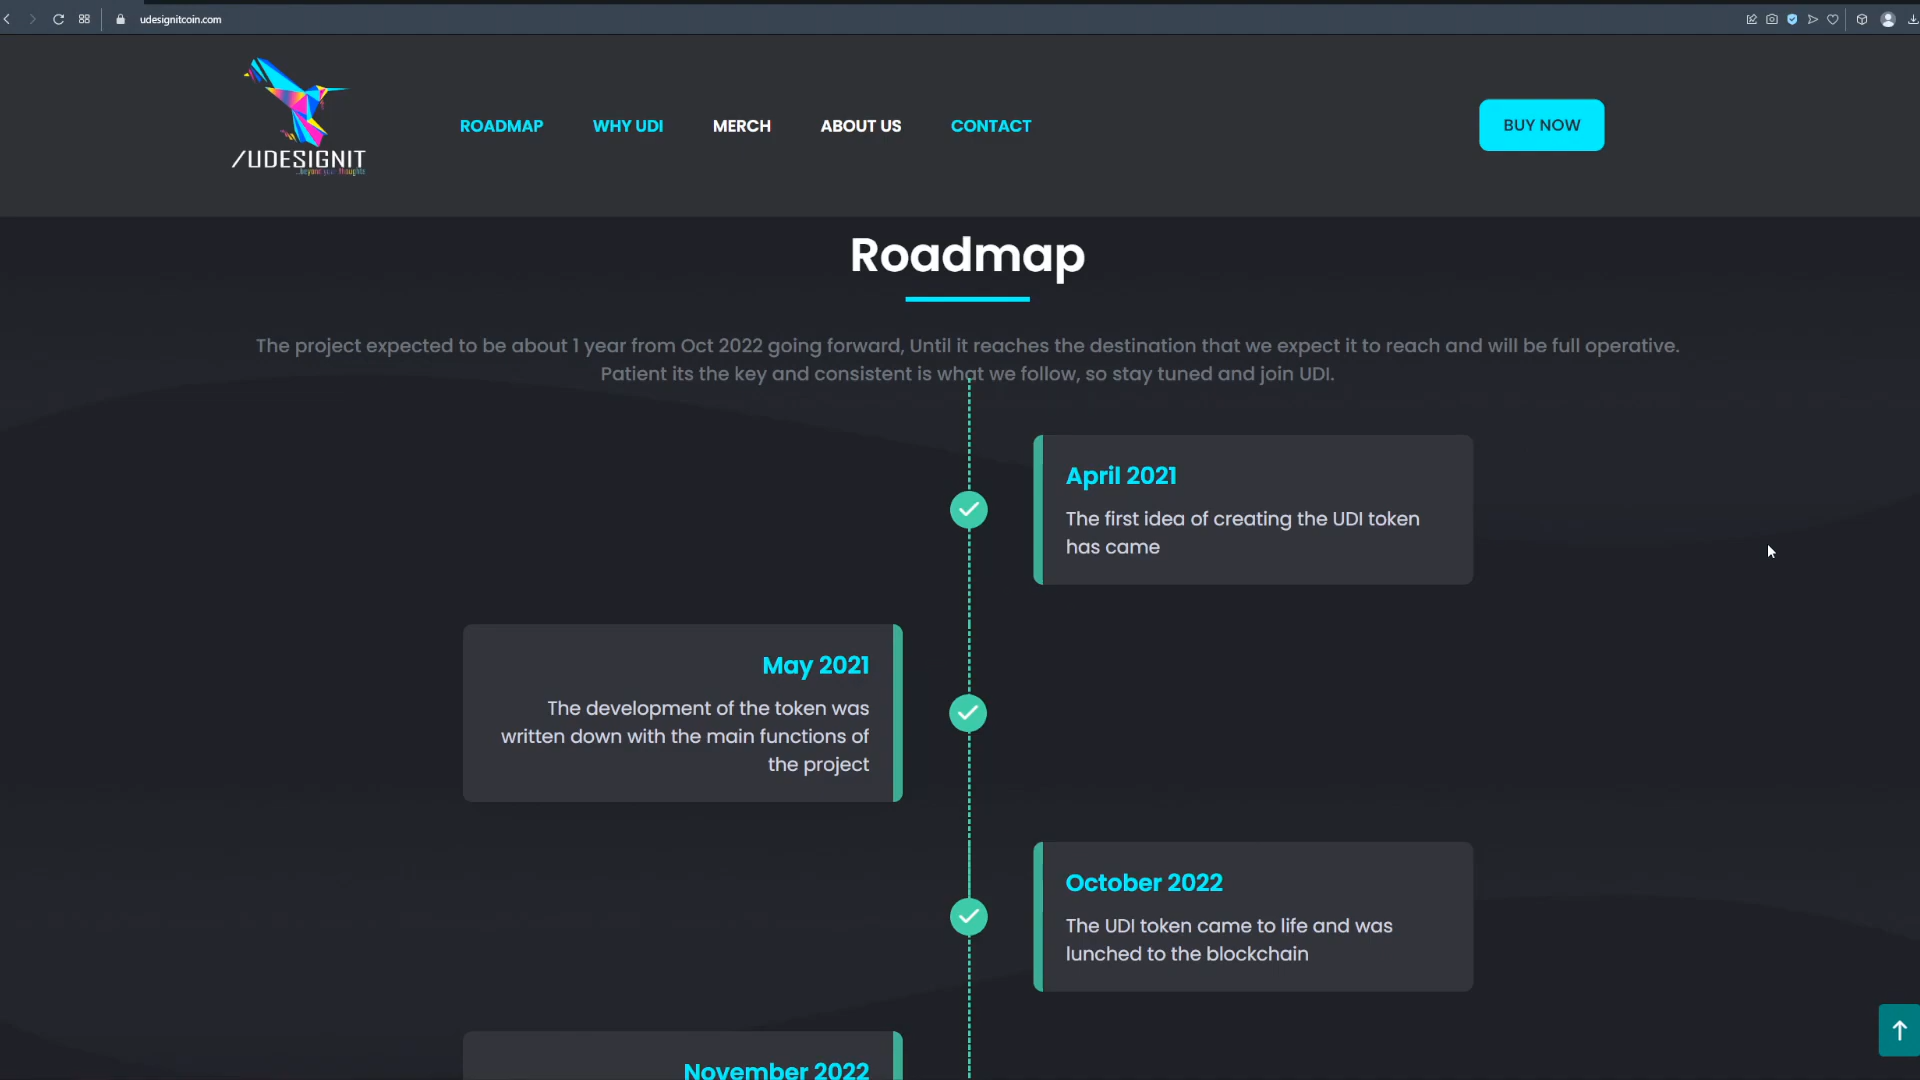 udesignitcoin.com
/UDESIGNIT
...beyond your thoughts
ROADMAP
WHY UDI
MERCH
ABOUT US
CONTACT
BUY NOW
Roadmap
The project expected to be about 1 year from Oct 2022 going forward, Until it reaches the destination that we expect it to reach and will be full operative.
Patient its the key and consistent is what we follow, so stay tuned and join UDI.
April 2021
The first idea of creating the UDI token
has came
May 2021
The development of the token was
written down with the main functions of
the project
October 2022
The UDI token came to life and was
lunched to the blockchain
November 2022